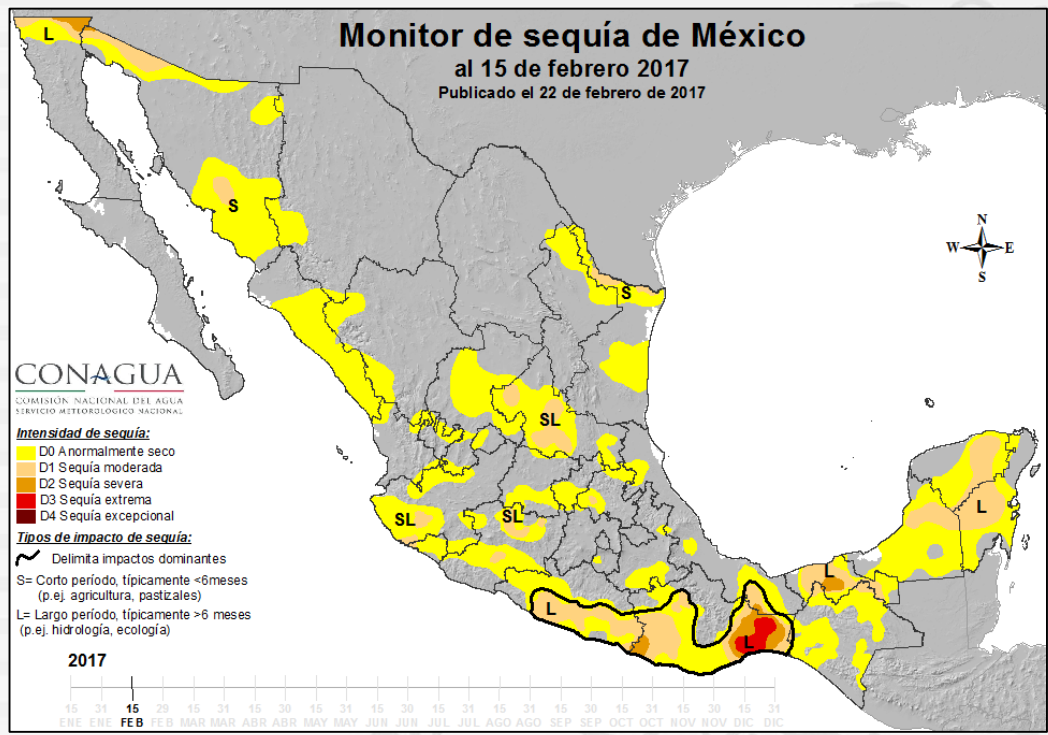 Monitor de sequía de México
al 15 de febrero 2017
Publicado el 22 de febrero de 2017
L
S
N
W E
S
S
CONAGUA
COMISIÓN NACIONAL DEL AGUA
SERVICIO METEOROLÓGICO NACIONAL
SL
Intensidad de sequía:
D0 Anormalmente seco
D1 Sequía moderada
D2 Sequía severa
D3 Sequía extrema
D4 Sequía excepcional
L
SL
SL
Tipos de impacto de sequía:
Delimita impactos dominantes
S= Corto período, típicamente <6meses
(p.ej. agricultura, pastizales)
L= Largo período, típicamente >6 meses
(p.ej. hidrología, ecología)
L
L
L
2017
15 31 15 29 15 31 15 30 15 31 15 30 15 31 15 31 15 30 15 31 15 30 15 31
ENE ENE FEB FEB MAR MAR ABR ABR MAY MAY JUN JUN JUL JUL AGO AGO SEP SEP OCT OCT NOV NOV DIC DIC